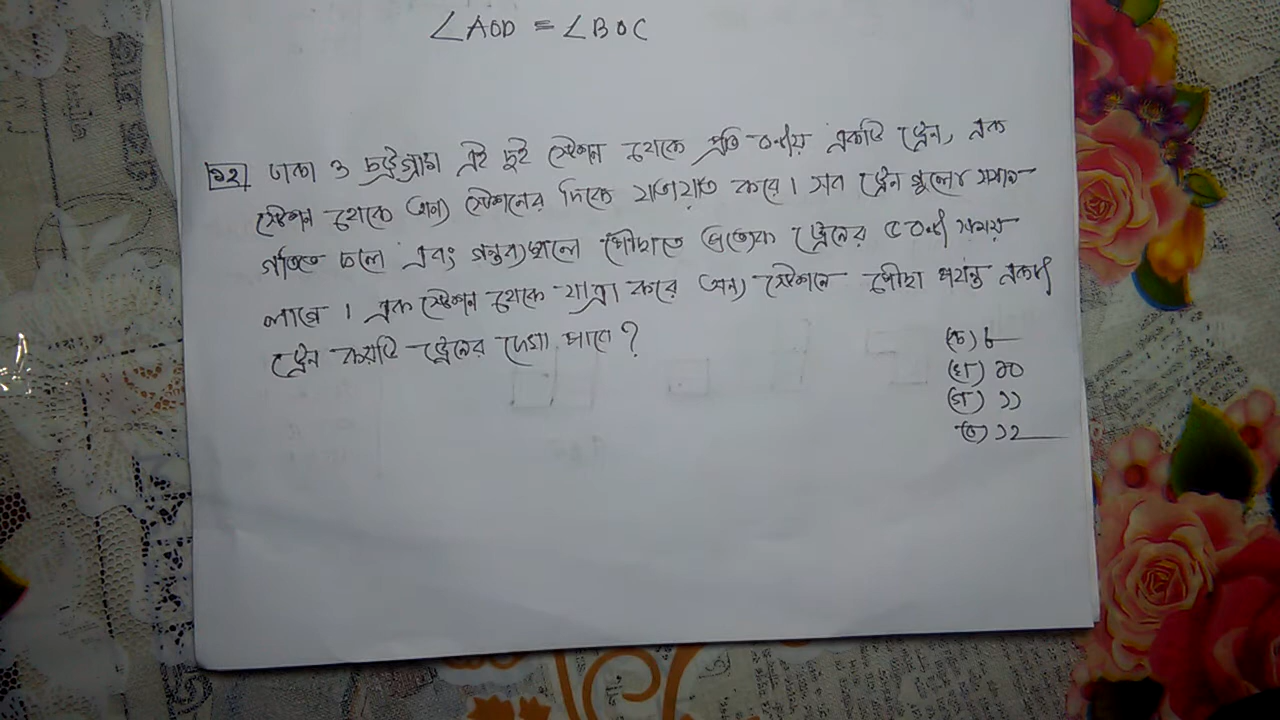 ∠AOD = ∠BOC
১২| ঢাকা ও চট্টগ্রাম এই দুই স্টেশন থেকে প্রতি ঘন্টায় একটি ট্রেন, এক
স্টেশন থেকে অন্য স্টেশনের দিকে যাতায়াত করে। সব ট্রেন গুলোর সমান
গতিতে চলে এবং গন্তব্যস্থলে পৌঁছাতে প্রত্যেক ট্রেনের ৫ ঘন্টা সময়
লাগে। এক স্টেশন থেকে যাত্রা করে অন্য স্টেশনে পৌঁছা পর্যন্ত একটা
ট্রেন কয়টি ট্রেনের দেখা পাবে?
(ক) ৮
(খ) ১০
(গ) ১১
(ঘ) ১২